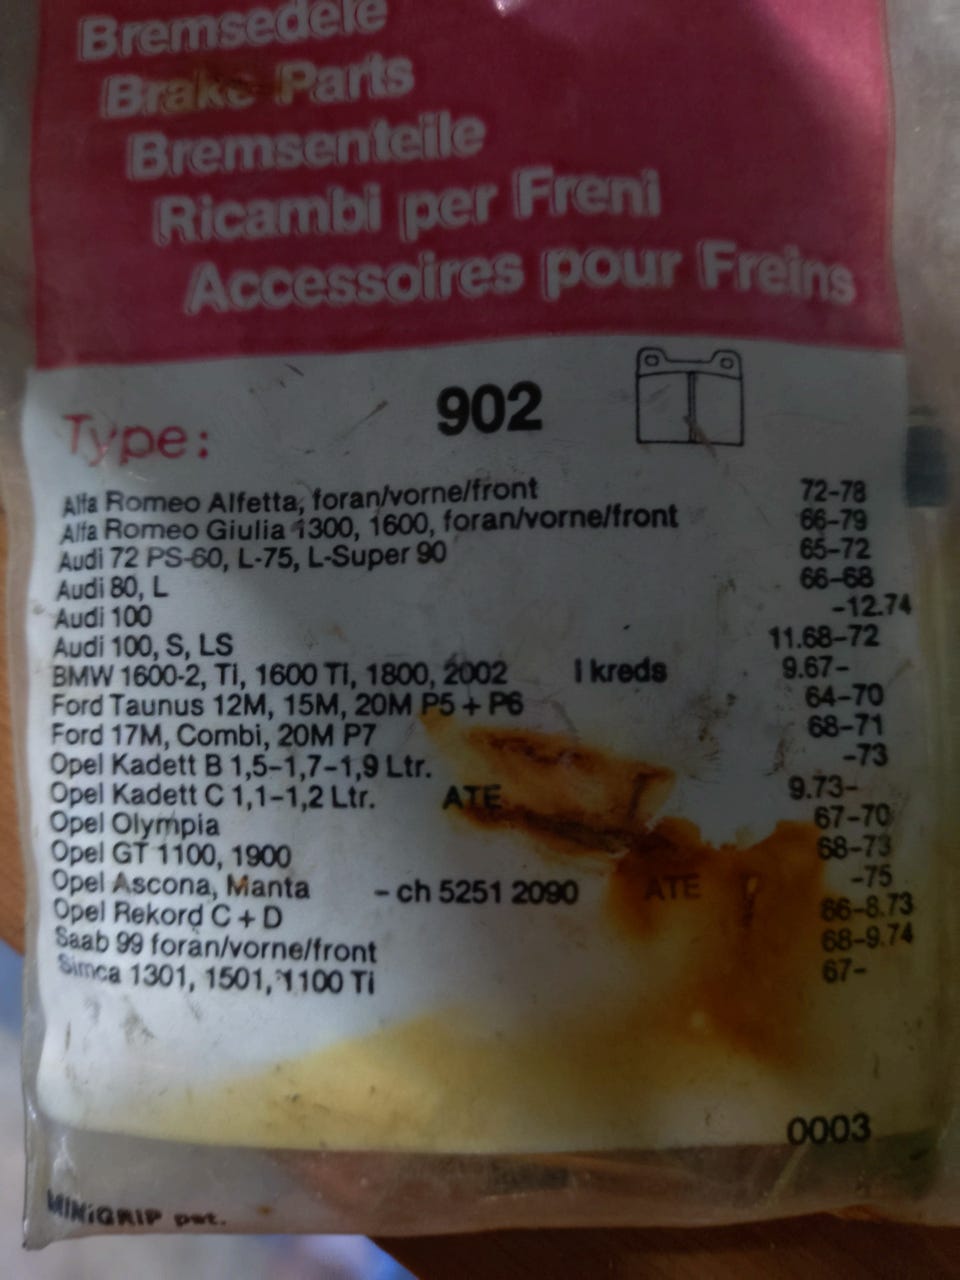 Bremsedele
Brake Parts
Bremsenteile
Ricambi per Freni
Accessoires pour Freins
Type: 902
Alfa Romeo Alfetta, foran/vorne/front 72-78
Alfa Romeo Giulia 1300, 1600, foran/vorne/front 66-79
Audi 72 PS-60, L-75, L-Super 90 65-72
Audi 80, L 66-68
Audi 100 -12.74
Audi 100, S, LS 11.68-72
BMW 1600-2, Ti, 1600 Ti, 1800, 2002 I kreds 9.67-
Ford Taunus 12M, 15M, 20M P5 + P6 64-70
Ford 17M, Combi, 20M P7 68-71
Opel Kadett B 1,5-1,7-1,9 Ltr. -73
Opel Kadett C 1,1-1,2 Ltr. ATE 9.73-
Opel Olympia 67-70
Opel GT 1100, 1900 68-73
Opel Ascona, Manta - ch 5251 2090 ATE -75
Opel Rekord C + D 66-8.73
Saab 99 foran/vorne/front 68-9.74
Simca 1301, 1501, 1100 Ti 67-
0003
MINiGRIP pat.